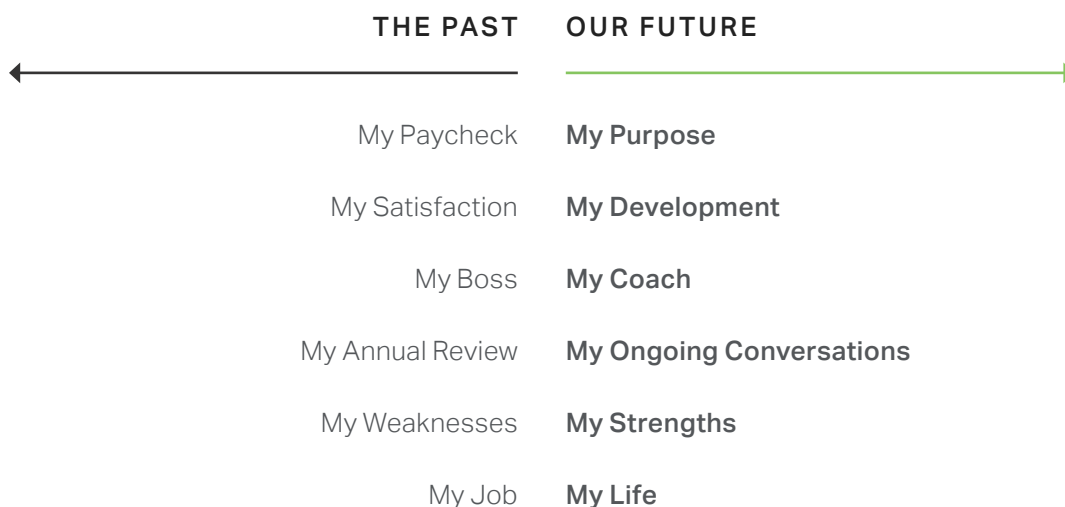 THE PAST OUR FUTURE
My Paycheck My Purpose
My Satisfaction My Development
My Boss My Coach
My Annual Review My Ongoing Conversations
My Weaknesses My Strengths
My Job My Life